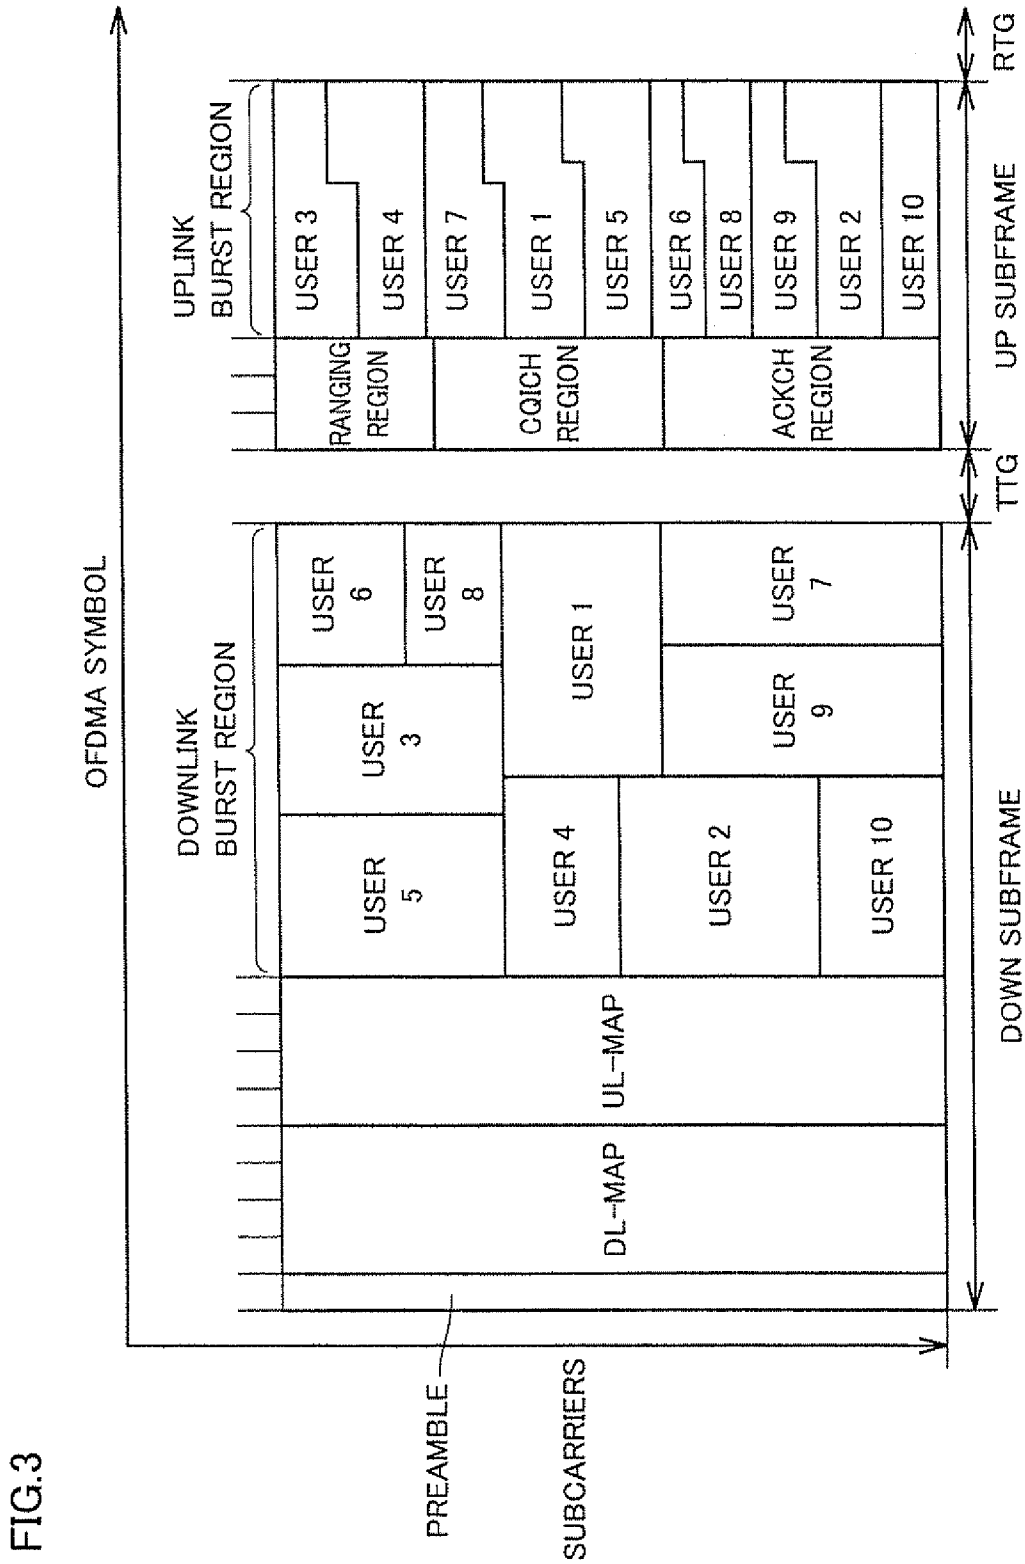 FIG.3
OFDMA SYMBOL
DOWNLINK
BURST REGION
UPLINK
BURST REGION
PREAMBLE
SUBCARRIERS
DL-MAP
UL-MAP
USER
5
USER
3
USER
6
USER
8
USER 4
USER 1
USER 2
USER 10
USER
9
USER
7
RANGING
REGION
CQICH
REGION
ACKCH
REGION
USER 3
USER 4
USER 7
USER 1
USER 5
USER 6
USER 8
USER 9
USER 2
USER 10
DOWN SUBFRAME
TTG
UP SUBFRAME
RTG